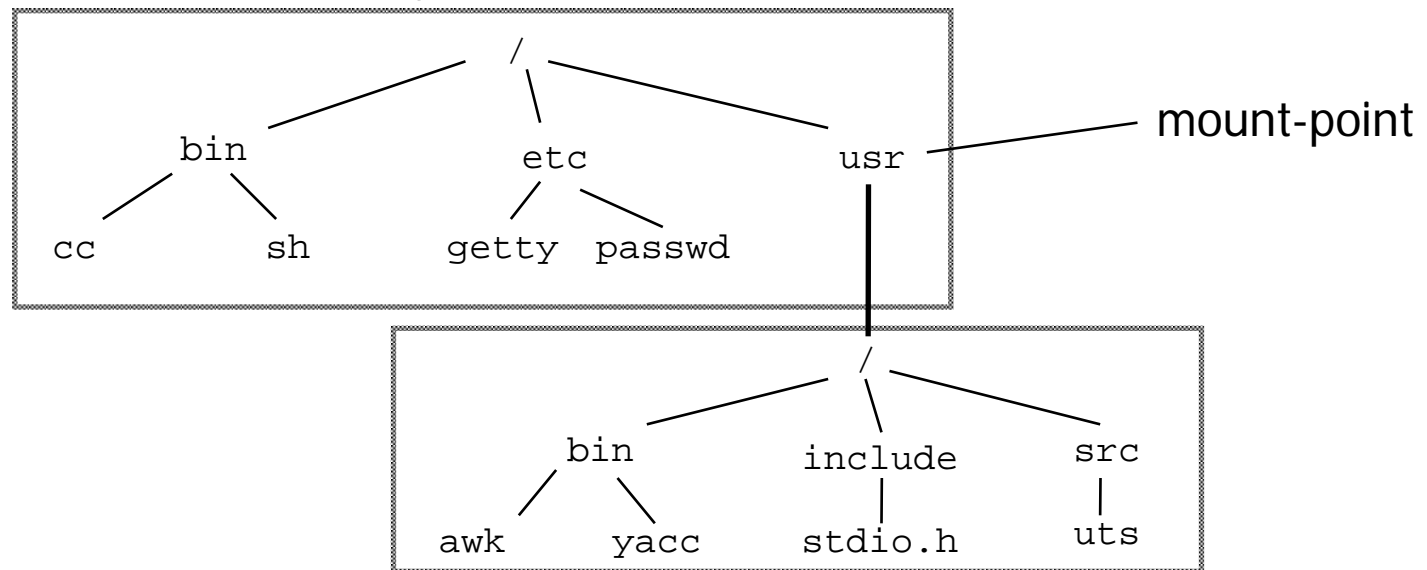 /
mount-point
bin etc usr
cc sh getty passwd
/
bin include src
awk yacc stdio.h uts